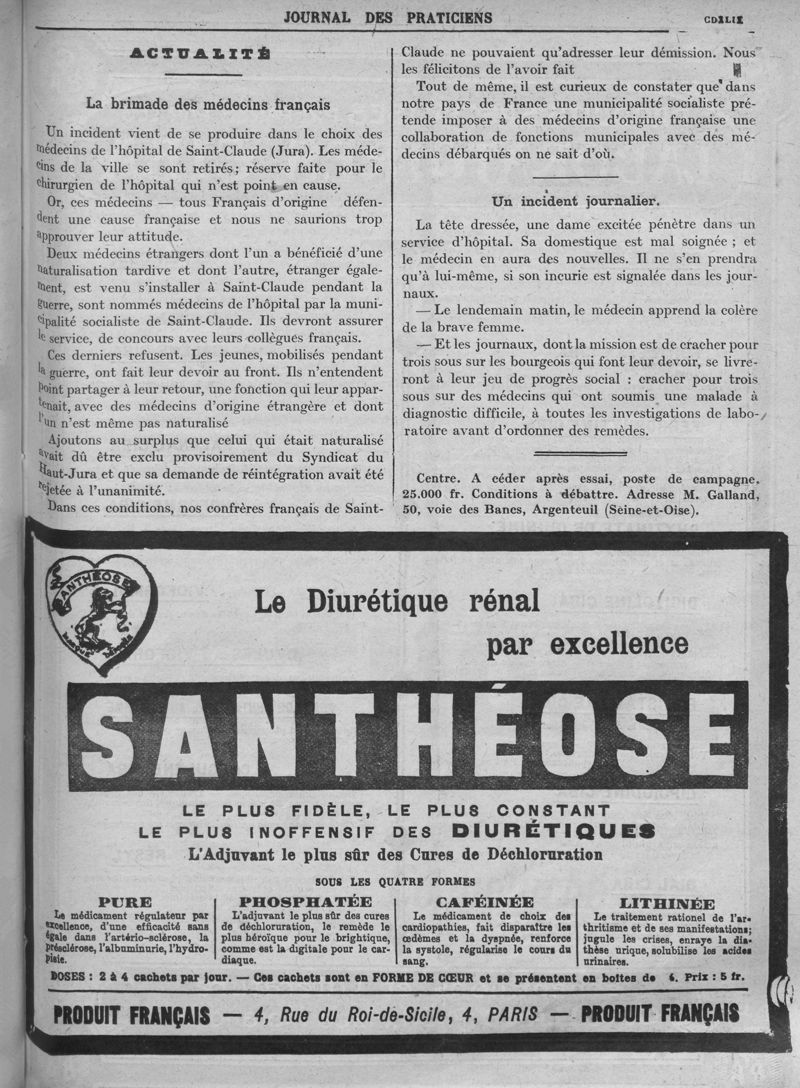 JOURNAL DES PRATICIENS
CDXLIX
ACTUALITÉ
La brimade des médecins français
Un incident vient de se produire dans le choix des
médecins de l'hôpital de Saint-Claude (Jura). Les méde-
cins de la ville se sont retirés ; réserve faite pour le
chirurgien de l'hôpital qui n'est point en cause.
Or, ces médecins — tous Français d'origine défen-
dent une cause française et nous ne saurions trop
approuver leur attitude.
Deux médecins étrangers dont l'un a bénéficié d'une
naturalisation tardive et dont l'autre, étranger égale-
ment, est venu s'installer à Saint-Claude pendant la
guerre, sont nommés médecins de l'hôpital par la muni-
cipalité socialiste de Saint-Claude. Ils devront assurer
le service, de concours avec leurs collègues français.
Ces derniers refusent. Les jeunes, mobilisés pendant
la guerre, ont fait leur devoir au front. Ils n'entendent
point partager à leur retour, une fonction qui leur appar-
tenait, avec des médecins d'origine étrangère et dont
l'un n'est même pas naturalisé
Ajoutons au surplus que celui qui était naturalisé
avait dû être exclu provisoirement du Syndicat du
Haut-Jura et que sa demande de réintégration avait été
rejetée à l'unanimité.
Dans ces conditions, nos confrères français de Saint-
Claude ne pouvaient qu'adresser leur démission. Nous
les félicitons de l'avoir fait
Tout de même, il est curieux de constater que dans
notre pays de France une municipalité socialiste pré-
tende imposer à des médecins d'origine française une
collaboration de fonctions municipales avec des mé-
decins débarqués on ne sait d'où.
Un incident journalier.
La tête dressée, une dame excitée pénètre dans un
service d'hôpital. Sa domestique est mal soignée ; et
le médecin en aura des nouvelles. Il ne s'en prendra
qu'à lui-même, si son incurie est signalée dans les jour-
naux.
— Le lendemain matin, le médecin apprend la colère
de la brave femme.
— Et les journaux, dont la mission est de cracher pour
trois sous sur les bourgeois qui font leur devoir, se livre-
ront à leur jeu de progrès social : cracher pour trois
sous sur des médecins qui ont soumis une malade à
diagnostic difficile, à toutes les investigations de labo-
ratoire avant d'ordonner des remèdes.
Centre. A céder après essai, poste de campagne.
25.000 fr. Conditions à débattre. Adresse M. Galland,
50, voie des Bancs, Argenteuil (Seine-et-Oise).
SANTHÉOSE
Le Diurétique rénal
par excellence
SANTHÉOSE
LE PLUS FIDÈLE, LE PLUS CONSTANT
LE PLUS INOFFENSIF DES DIURÉTIQUES
L'Adjuvant le plus sûr des Cures de Déchloruration
SOUS LES QUATRE FORMES
PURE
Le médicament régulateur par
excellence, d'une efficacité sans
égale dans l'artério-sclérose, la
présclérose, l'albuminurie, l'hydro-
pisie.
PHOSPHATÉE
L'adjuvant le plus sûr des cures
de déchloruration, le remède le
plus héroïque pour le brightique,
comme est la digitale pour le car-
diaque.
CAFÉINÉE
Le médicament de choix des
cardiopathies, fait disparaître les
œdèmes et la dyspnée, renforce
la systole, régularise le cours du
sang.
LITHINÉE
Le traitement rationel de l'ar-
thritisme et de ses manifestations;
jugule les crises, enraye la dia-
thèse urique, solubilise les acides
urinaires.
DOSES : 2 à 4 cachets par jour. — Ces cachets sont en FORME DE CŒUR et se présentent en boîtes de 4. Prix : 5 fr.
PRODUIT FRANÇAIS — 4, Rue du Roi-de-Sicile, 4, PARIS — PRODUIT FRANÇAIS